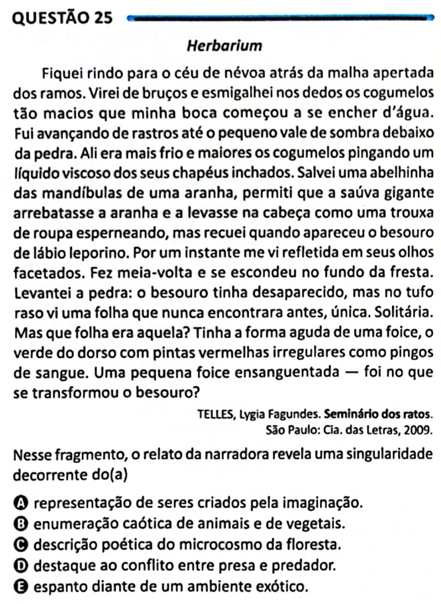 QUESTÃO 25
Herbarium
Fiquei rindo para o céu de névoa atrás da malha apertada
dos ramos. Virei de bruços e esmigalhei nos dedos os cogumelos
tão macios que minha boca começou a se encher d'água.
Fui avançando de rastros até o pequeno vale de sombra debaixo
da pedra. Ali era mais frio e maiores os cogumelos pingando um
líquido viscoso dos seus chapéus inchados. Salvei uma abelhinha
das mandíbulas de uma aranha, permiti que a saúva gigante
arrebatasse a aranha e a levasse na cabeça como uma trouxa
de roupa esperneando, mas recuei quando apareceu o besouro
de lábio leporino. Por um instante me vi refletida em seus olhos
facetados. Fez meia-volta e se escondeu no fundo da fresta.
Levantei a pedra: o besouro tinha desaparecido, mas no tufo
raso vi uma folha que nunca encontrara antes, única. Solitária.
Mas que folha era aquela? Tinha a forma aguda de uma foice, o
verde do dorso com pintas vermelhas irregulares como pingos
de sangue. Uma pequena foice ensanguentada — foi no que
se transformou o besouro?
TELLES, Lygia Fagundes. Seminário dos ratos.
São Paulo: Cia. das Letras, 2009.
Nesse fragmento, o relato da narradora revela uma singularidade
decorrente do(a)
A representação de seres criados pela imaginação.
B enumeração caótica de animais e de vegetais.
C descrição poética do microcosmo da floresta.
D destaque ao conflito entre presa e predador.
E espanto diante de um ambiente exótico.